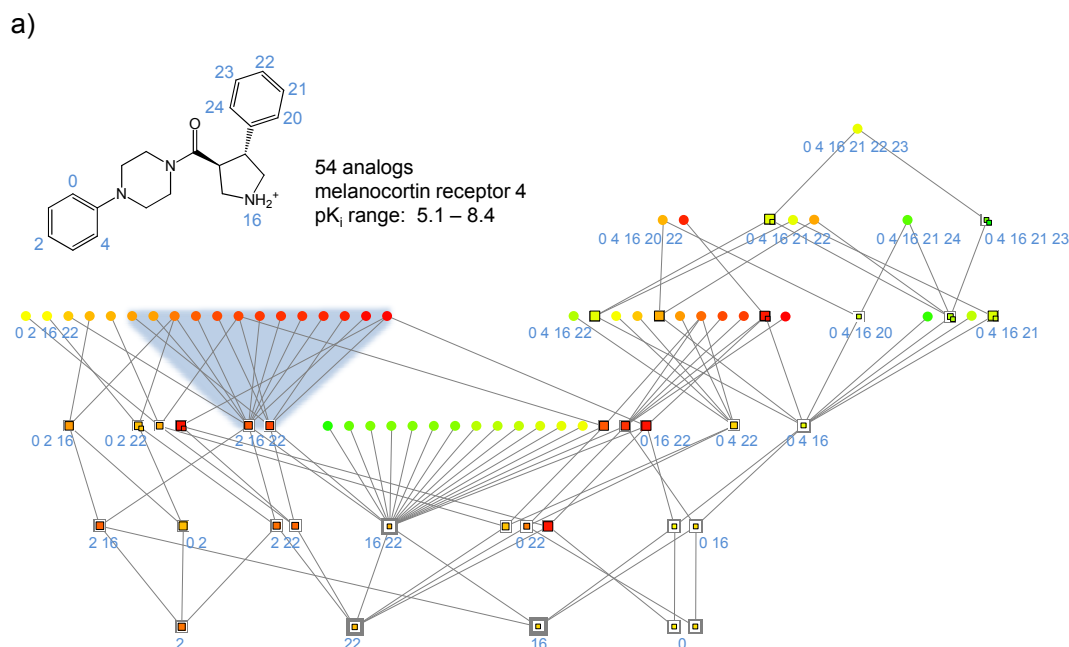 a)
22
23
21
24
20
O
0
N
N
NH2+
16
2
4
54 analogs
melanocortin receptor 4
pKi range: 5.1 – 8.4
0 4 16 21 22 23
0 4 16 20 22
0 4 16 21 22
0 4 16 21 24
0 4 16 21 23
0 2 16 22
0 4 16 22
0 4 16 20
0 4 16 21
0 2 16
0 2 22
2 16 22
0 16 22
0 4 22
0 4 16
2 16
0 2
2 22
16 22
0 22
0 16
2
22
16
0